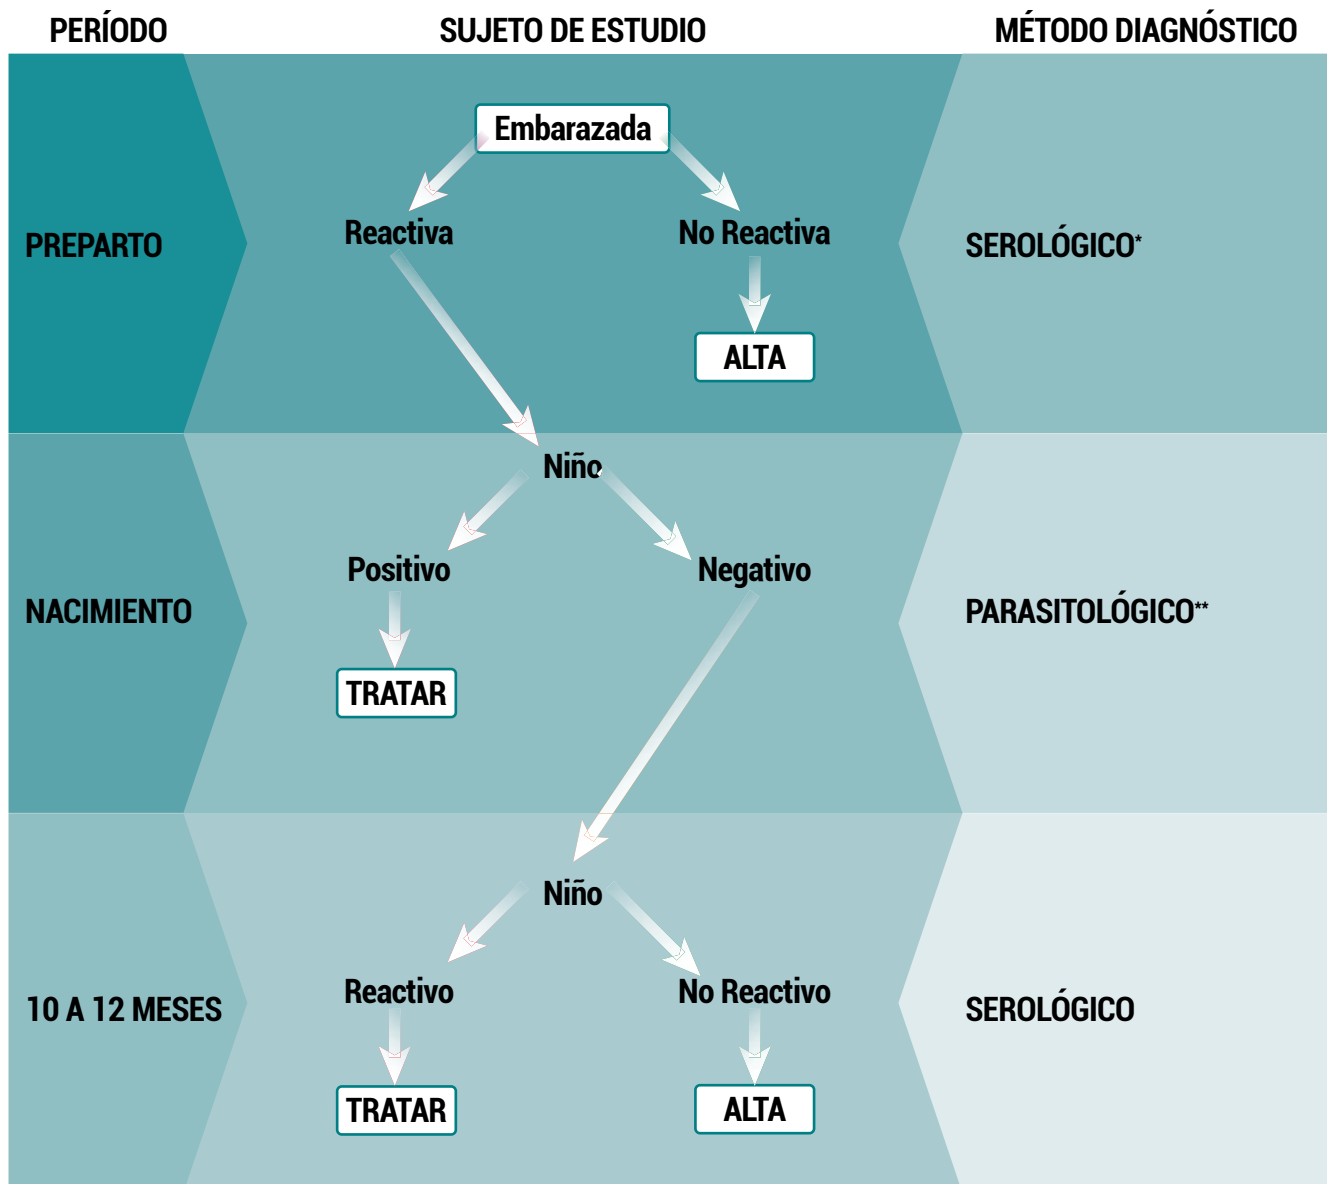 PERÍODO
SUJETO DE ESTUDIO
MÉTODO DIAGNÓSTICO
Embarazada
Reactiva
No Reactiva
PREPARTO
SEROLÓGICO*
ALTA
Niño
Positivo
Negativo
NACIMIENTO
PARASITOLÓGICO**
TRATAR
Niño
Reactivo
No Reactivo
10 A 12 MESES
SEROLÓGICO
TRATAR
ALTA